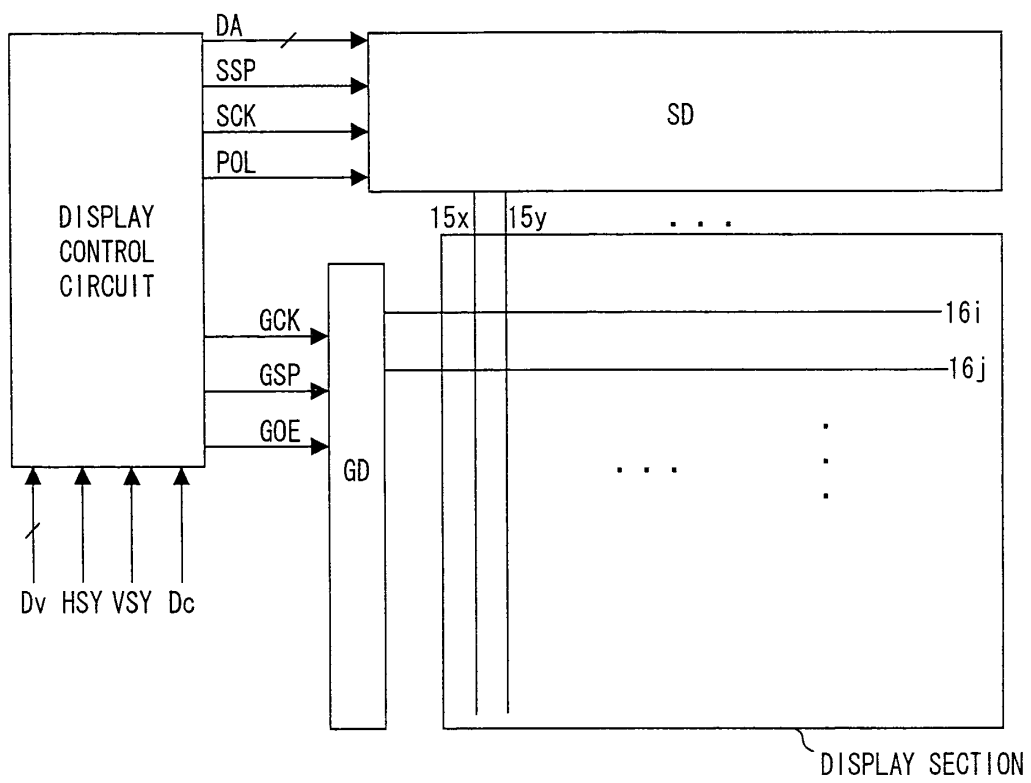 DA
SSP
SCK
POL
SD
DISPLAY
CONTROL
CIRCUIT
15x 15y
. . .
GCK
GSP
GOE
GD
16i
16j
. . .
Dv HSY VSY Dc
DISPLAY SECTION